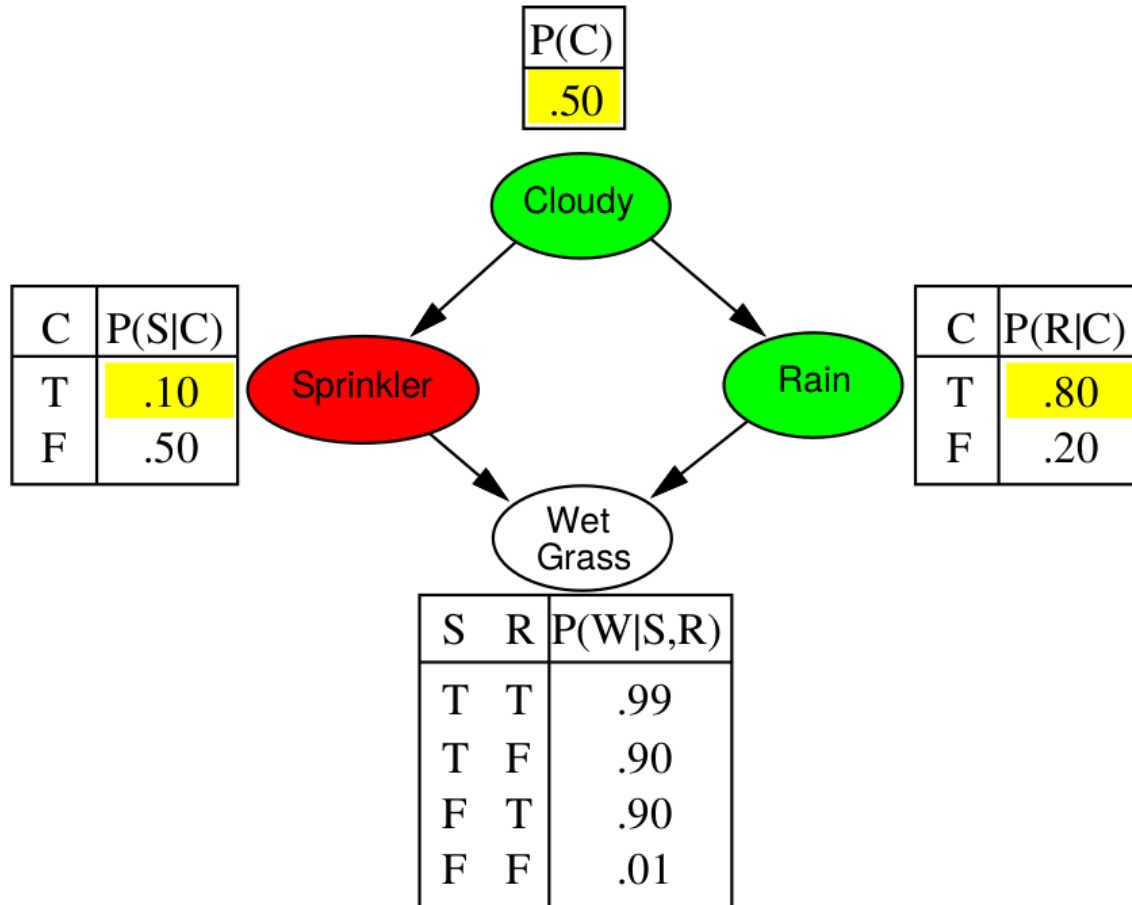 P(C)
.50
Cloudy
C P(S|C)
T .10
F .50
Sprinkler
Rain
C P(R|C)
T .80
F .20
Wet
Grass
S R P(W|S,R)
T T .99
T F .90
F T .90
F F .01